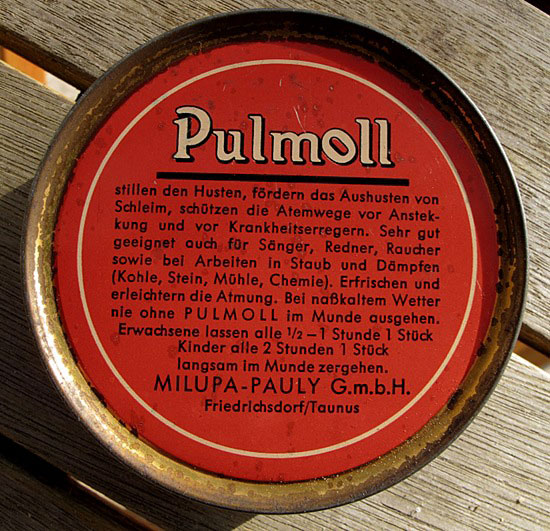 Pulmoll
stillen den Husten, fördern das Aushusten von
Schleim, schützen die Atemwege vor Anstek-
kung und vor Krankheitserregern. Sehr gut
geeignet auch für Sänger, Redner, Raucher
sowie bei Arbeiten in Staub und Dämpfen
(Kohle, Stein, Mühle, Chemie). Erfrischen und
erleichtern die Atmung. Bei naßkaltem Wetter
nie ohne PULMOLL im Munde ausgehen.
Erwachsene lassen alle ½–1 Stunde 1 Stück
Kinder alle 2 Stunden 1 Stück
langsam im Munde zergehen.
MILUPA-PAULY G.m.b.H.
Friedrichsdorf/Taunus